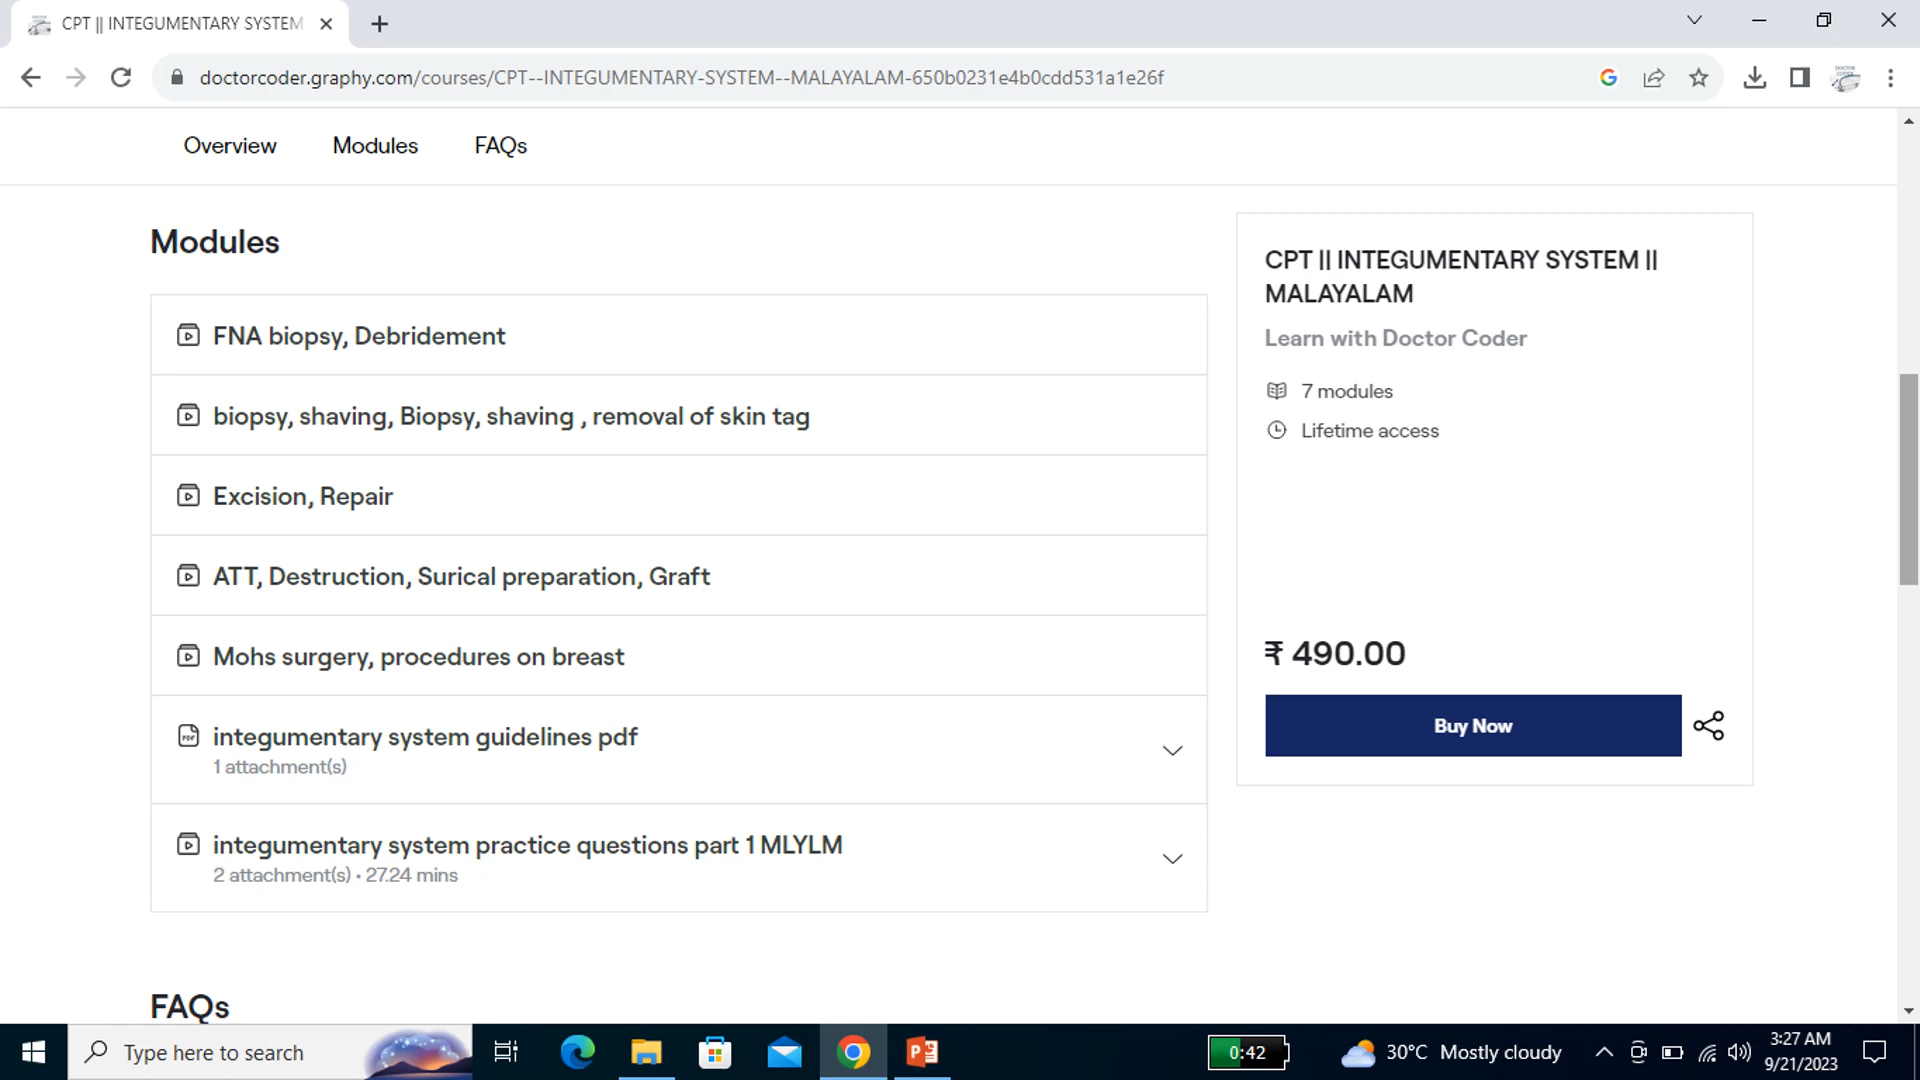 CPT || INTEGUMENTARY SYSTEM
doctorcoder.graphy.com/courses/CPT--INTEGUMENTARY-SYSTEM--MALAYALAM-650b0231e4b0cdd531a1e26f
Overview Modules FAQs
Modules
FNA biopsy, Debridement
biopsy, shaving, Biopsy, shaving , removal of skin tag
Excision, Repair
ATT, Destruction, Surical preparation, Graft
Mohs surgery, procedures on breast
integumentary system guidelines pdf
1 attachment(s)
integumentary system practice questions part 1 MLYLM
2 attachment(s) • 27.24 mins
FAQs
CPT || INTEGUMENTARY SYSTEM ||
MALAYALAM
Learn with Doctor Coder
7 modules
Lifetime access
₹ 490.00
Buy Now
Type here to search
0:42
30°C Mostly cloudy
3:27 AM
9/21/2023